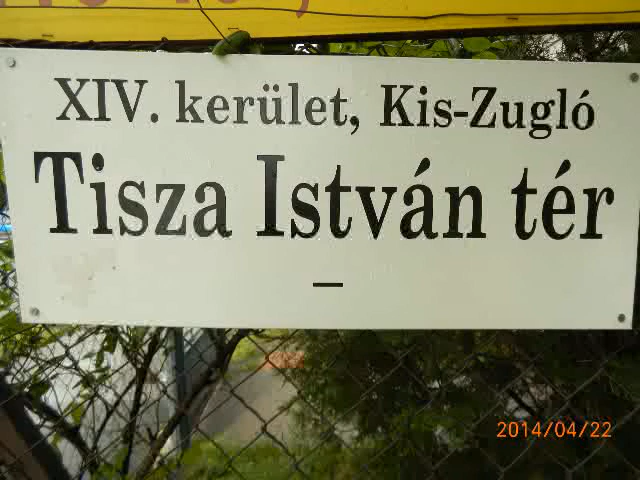 XIV. kerület, Kis-Zugló
Tisza István tér
–
2014/04/22